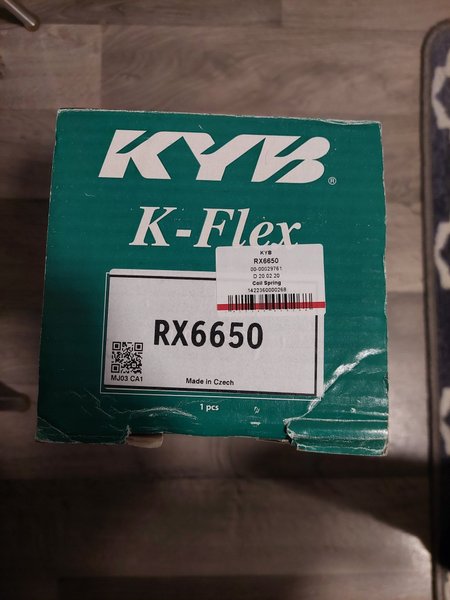 KYB®
K-Flex
KYB
RX6650
00-00029761
D 20.02.20
Coil Spring
1422360000268
RX6650
MJ03 CA1
Made in Czech
1 pcs